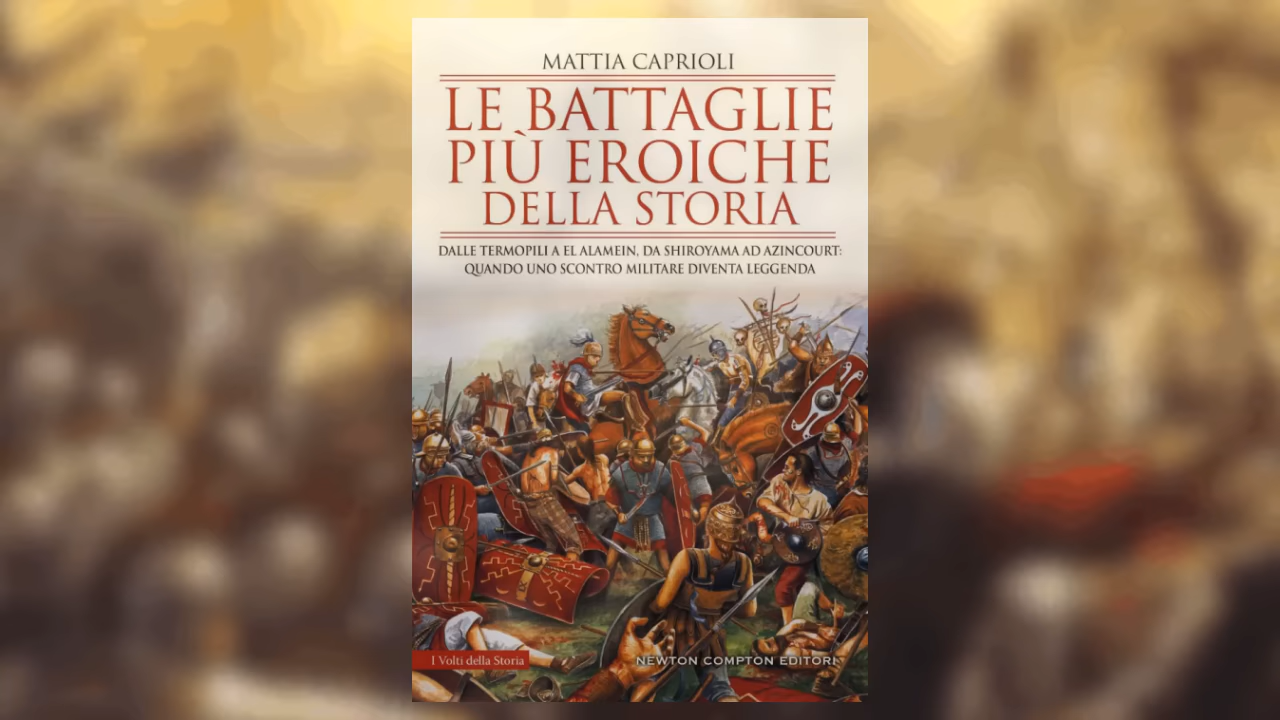 MATTIA CAPRIOLI
LE BATTAGLIE
PIÙ EROICHE
DELLA STORIA
DALLE TERMOPILI A EL ALAMEIN, DA SHIROYAMA AD AZINCOURT:
QUANDO UNO SCONTRO MILITARE DIVENTA LEGGENDA
I Volti della Storia
NEWTON COMPTON EDITORI